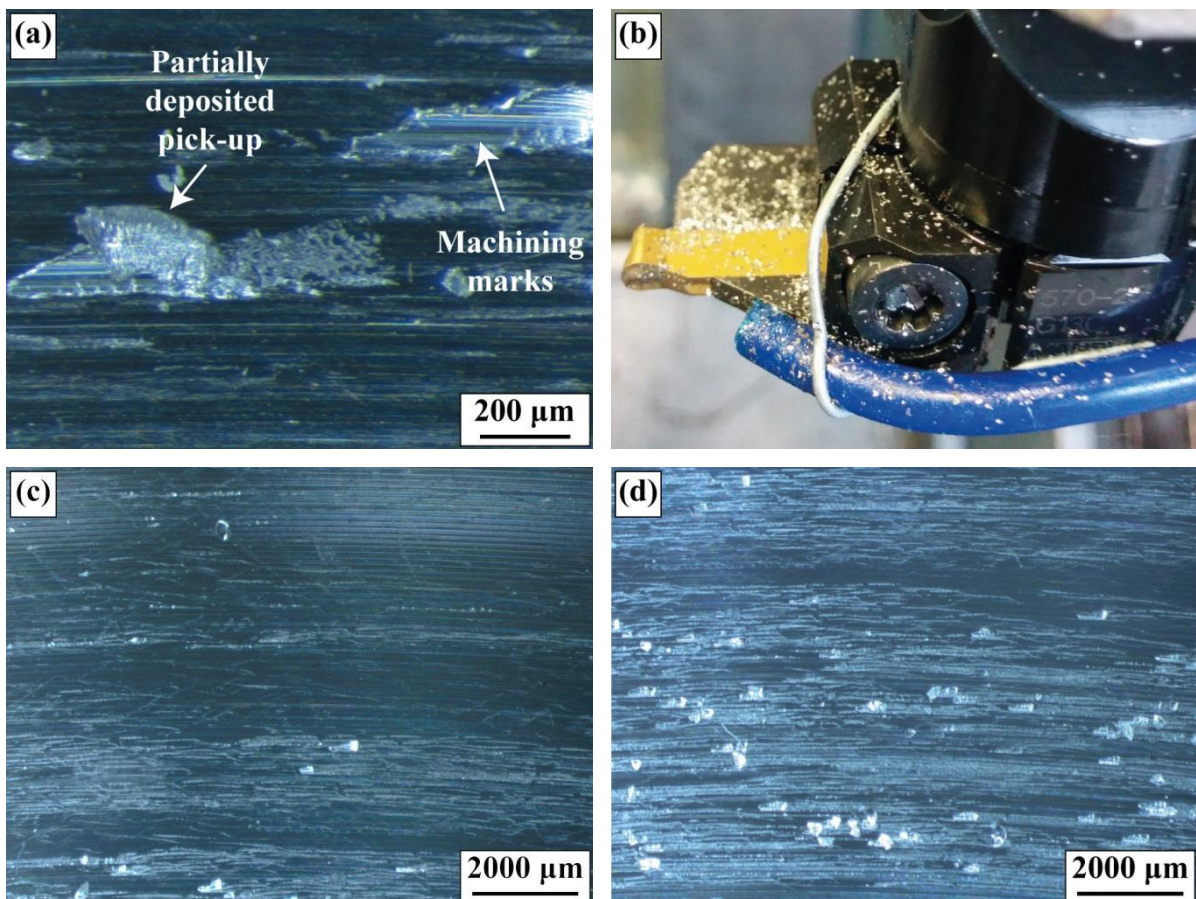 (a)
Partially
deposited
pick-up
Machining
marks
200 µm
(b)
(c)
2000 µm
(d)
2000 µm